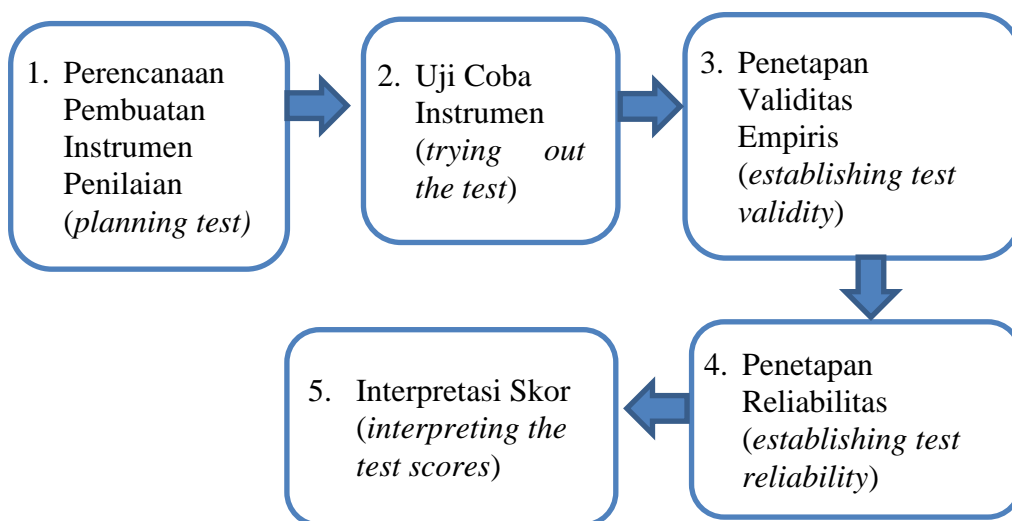 1. Perencanaan
Pembuatan
Instrumen
Penilaian
(planning test)
2. Uji Coba
Instrumen
(trying out
the test)
3. Penetapan
Validitas
Empiris
(establishing test
validity)
4. Penetapan
Reliabilitas
(establishing test
reliability)
5. Interpretasi Skor
(interpreting the
test scores)